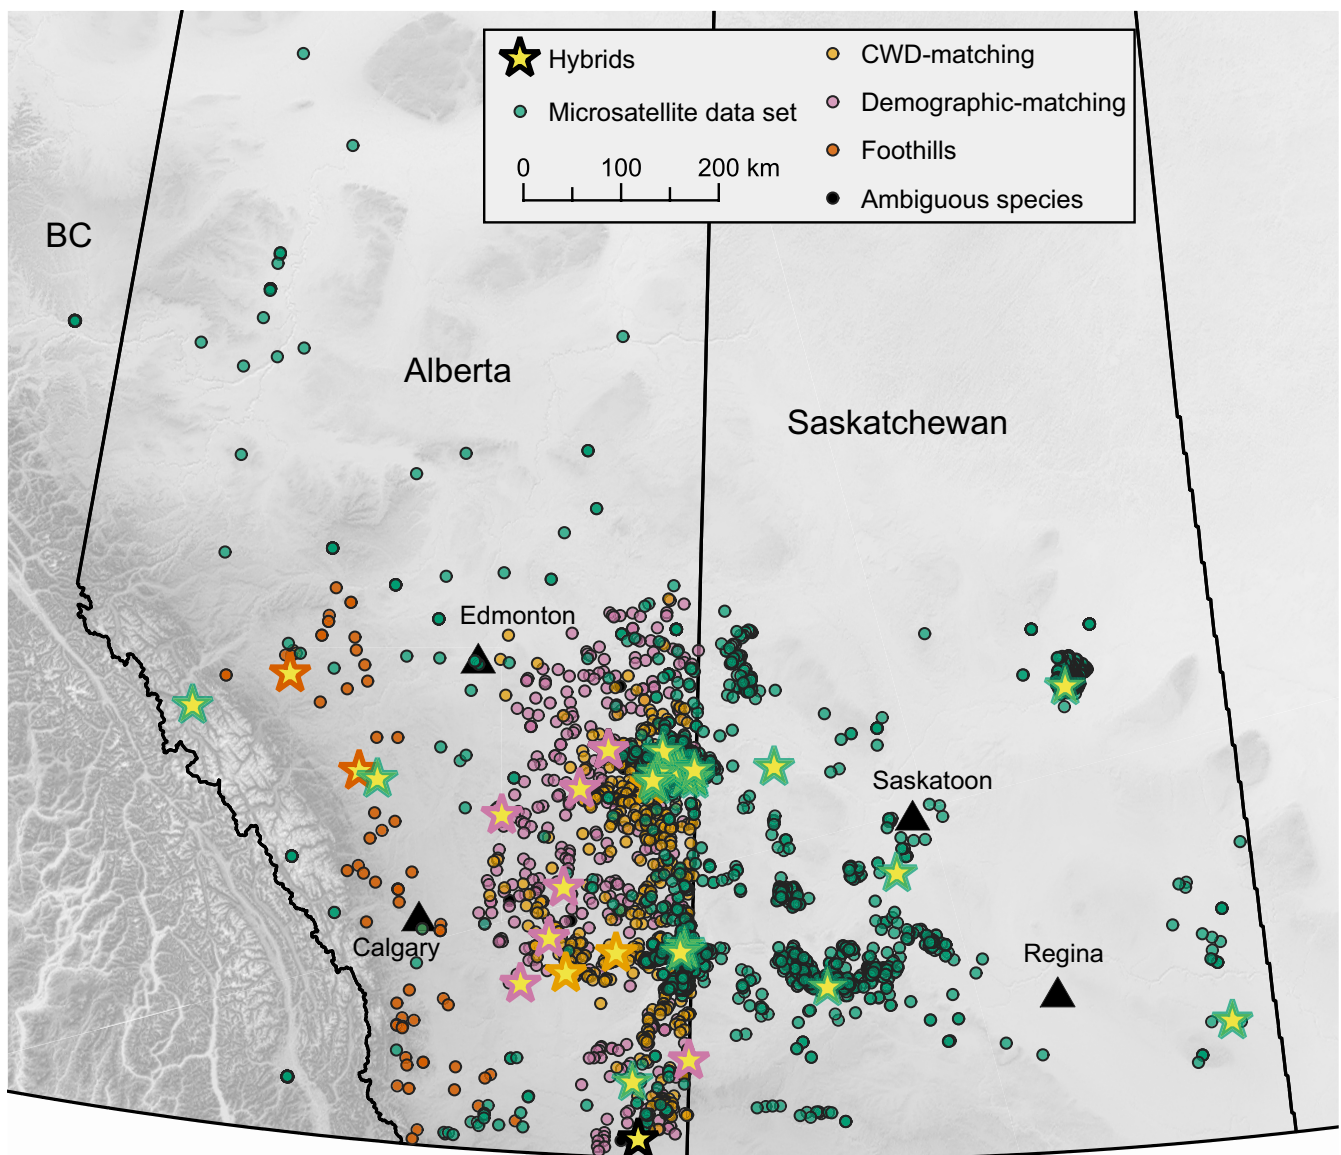 Hybrids
Microsatellite data set
0 100 200 km
CWD-matching
Demographic-matching
Foothills
Ambiguous species
BC
Alberta
Saskatchewan
Edmonton
Saskatoon
Calgary
Regina